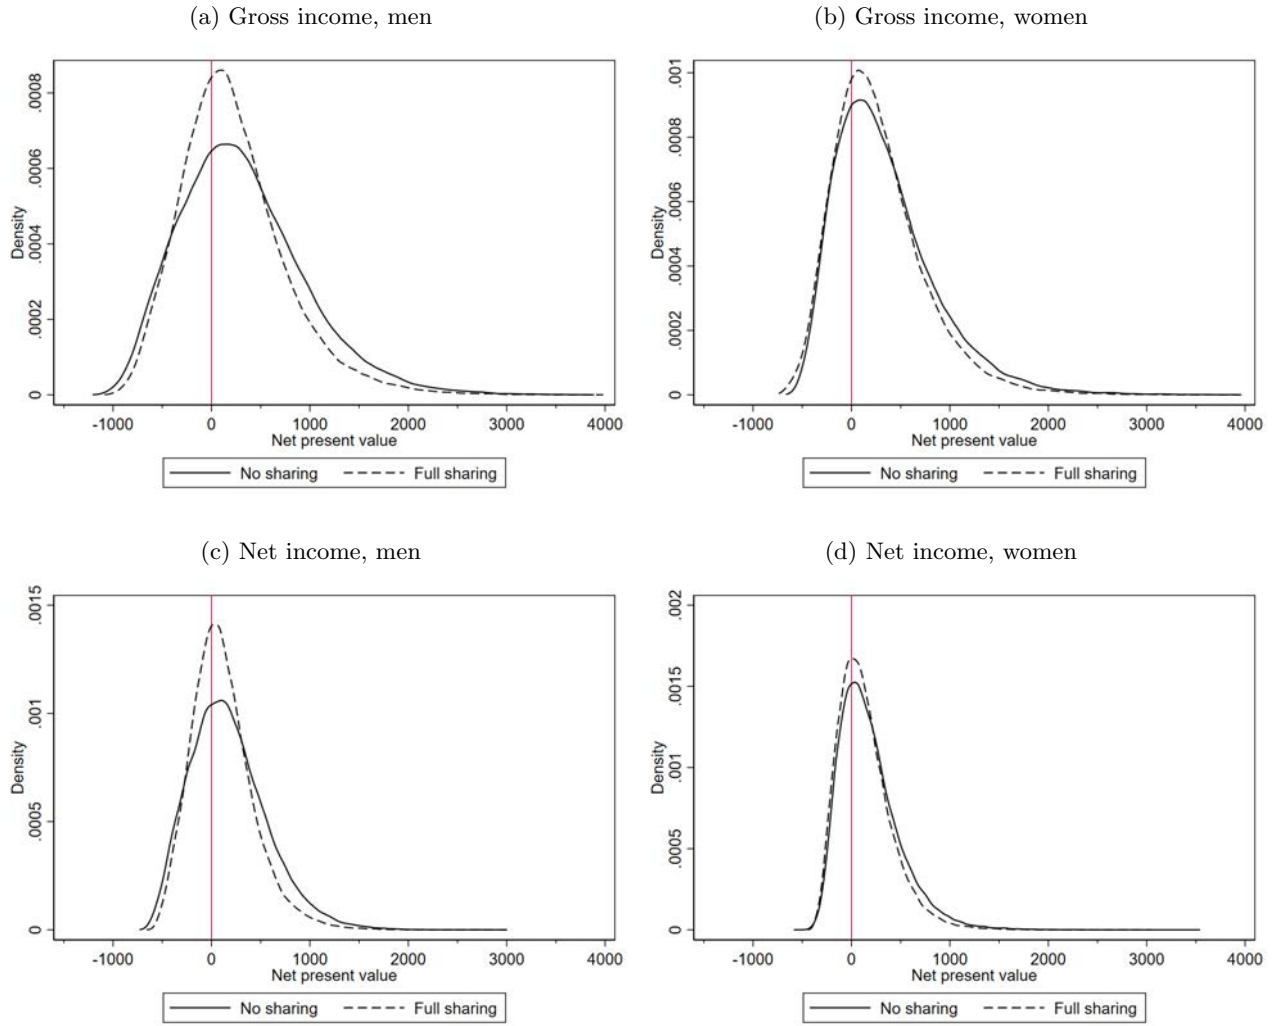 (a) Gross income, men
Density
0 .0002 .0004 .0006 .0008
-1000 0 1000 2000 3000 4000
Net present value
No sharing Full sharing
(b) Gross income, women
Density
0 .0002 .0004 .0006 .0008 .001
-1000 0 1000 2000 3000 4000
Net present value
No sharing Full sharing
(c) Net income, men
Density
0 .0005 .001 .0015
-1000 0 1000 2000 3000 4000
Net present value
No sharing Full sharing
(d) Net income, women
Density
0 .0005 .001 .0015 .002
-1000 0 1000 2000 3000 4000
Net present value
No sharing Full sharing